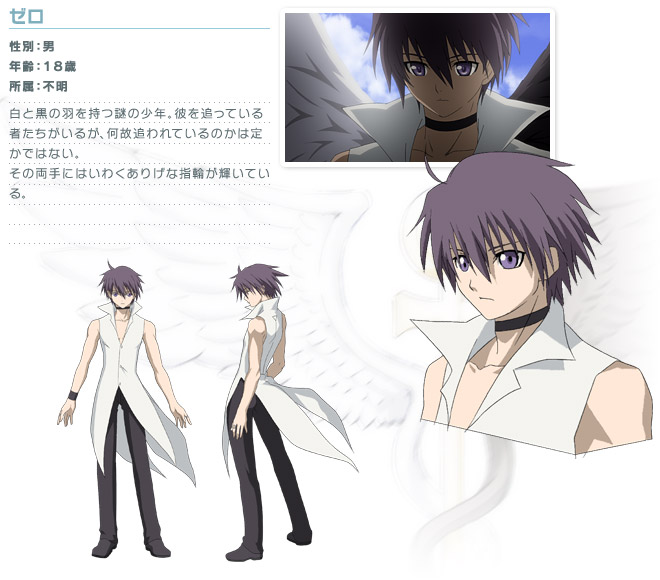 ゼロ
性別：男
年齢：18歳
所属：不明
白と黒の羽を持つ謎の少年。彼を追っている
者たちがいるが、何故追われているのかは定
かではない。
その両手にはいわくありげな指輪が輝いてい
る。